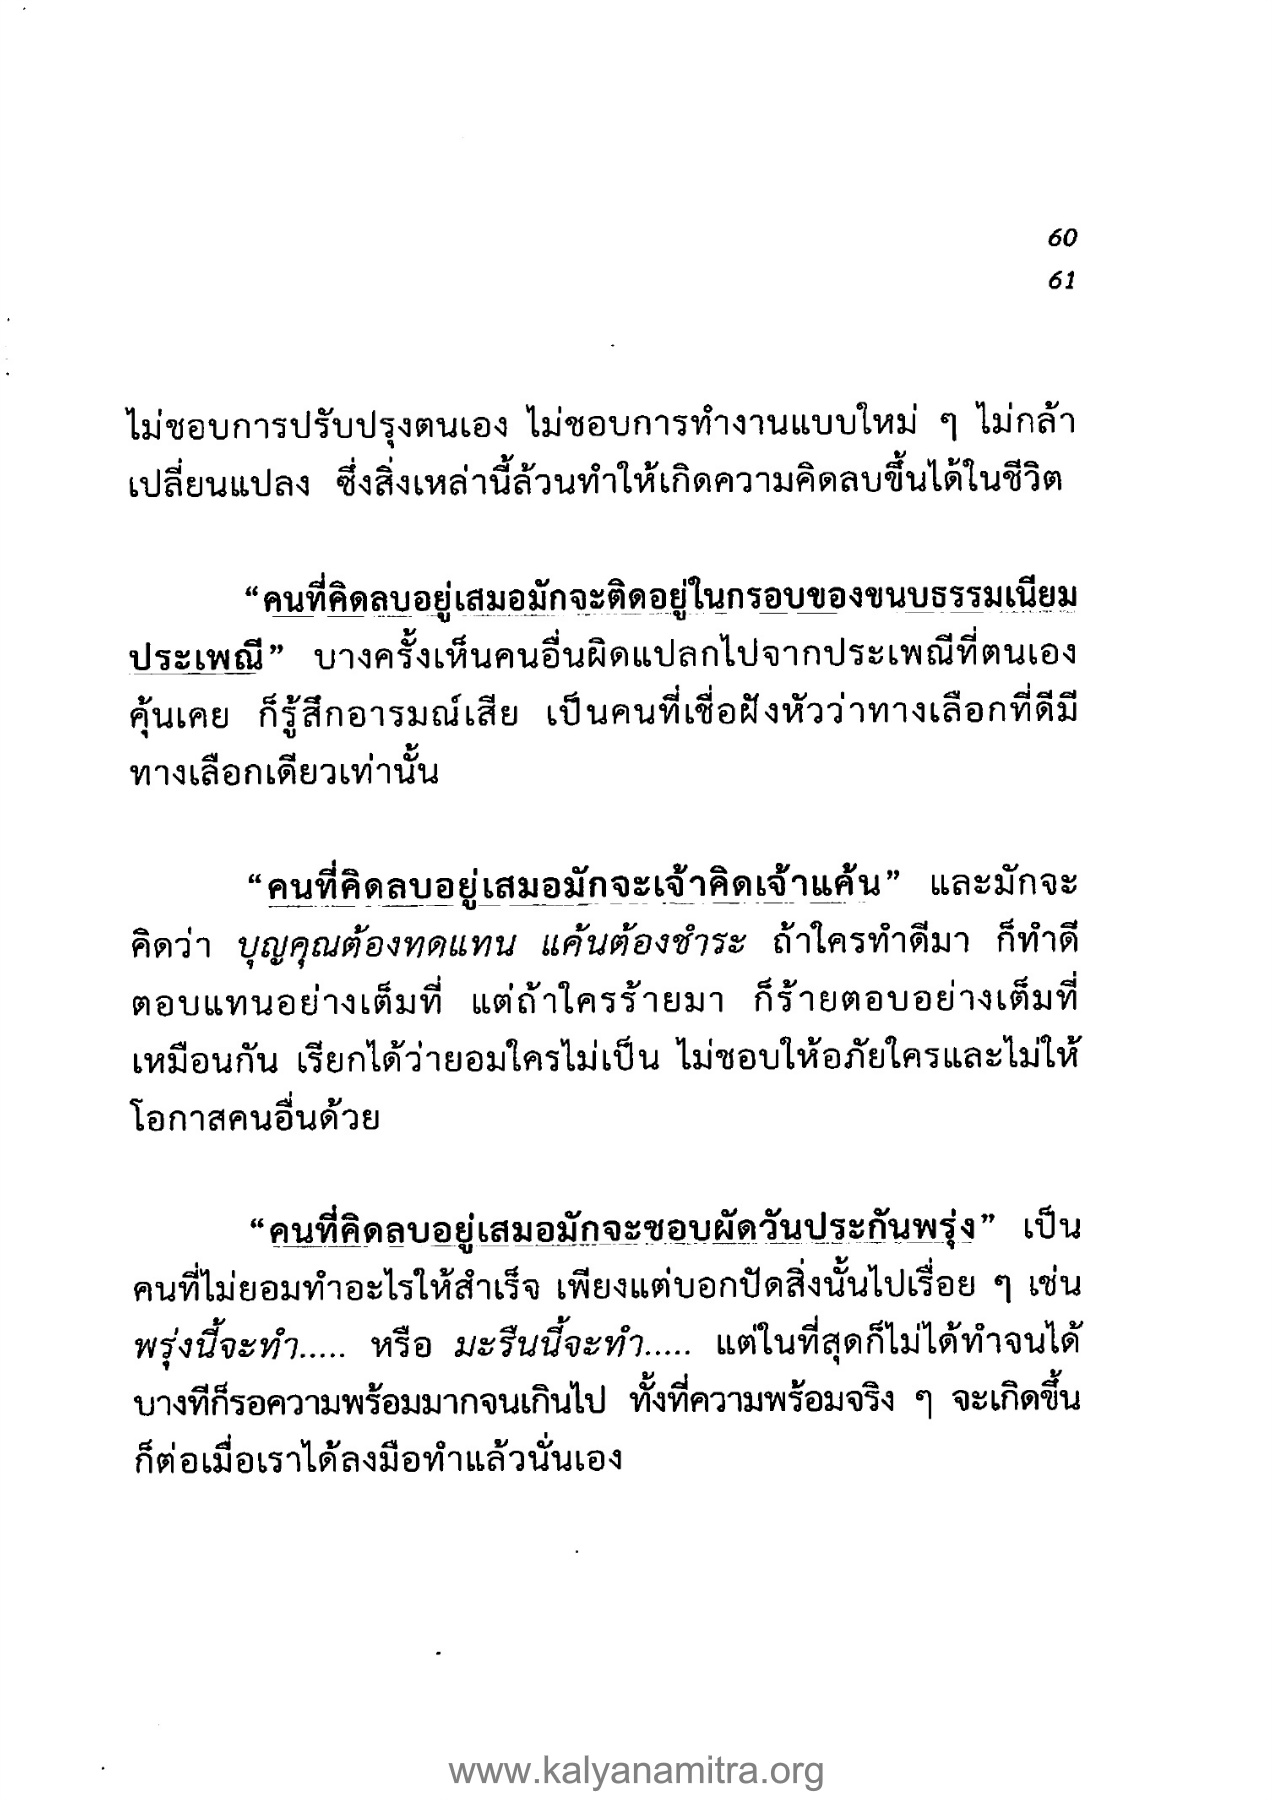 60
61
ไม่ชอบการปรับปรุงตนเอง ไม่ชอบการทำงานแบบใหม่ ๆ ไม่กล้า
เปลี่ยนแปลง ซึ่งสิ่งเหล่านี้ล้วนทำให้เกิดความคิดลบขึ้นได้ในชีวิต
“คนที่คิดลบอยู่เสมอมักจะติดอยู่ในกรอบของขนบธรรมเนียม
ประเพณี” บางครั้งเห็นคนอื่นผิดแปลกไปจากประเพณีที่ตนเอง
คุ้นเคย ก็รู้สึกอารมณ์เสีย เป็นคนที่เชื่อฝังหัวว่าทางเลือกที่ดีมี
ทางเลือกเดียวเท่านั้น
“คนที่คิดลบอยู่เสมอมักจะเจ้าคิดเจ้าแค้น” และมักจะ
คิดว่า บุญคุณต้องทดแทน แค้นต้องชำระ ถ้าใครทำดีมา ก็ทำดี
ตอบแทนอย่างเต็มที่ แต่ถ้าใครร้ายมา ก็ร้ายตอบอย่างเต็มที่
เหมือนกัน เรียกได้ว่ายอมใครไม่เป็น ไม่ชอบให้อภัยใครและไม่ให้
โอกาสคนอื่นด้วย
“คนที่คิดลบอยู่เสมอมักจะชอบผัดวันประกันพรุ่ง” เป็น
คนที่ไม่ยอมทำอะไรให้สำเร็จ เพียงแต่บอกปัดสิ่งนั้นไปเรื่อย ๆ เช่น
พรุ่งนี้จะทำ..... หรือ มะรืนนี้จะทำ..... แต่ในที่สุดก็ไม่ได้ทำจนได้
บางทีก็รอความพร้อมมากจนเกินไป ทั้งที่ความพร้อมจริง ๆ จะเกิดขึ้น
ก็ต่อเมื่อเราได้ลงมือทำแล้วนั่นเอง
www.kalyanamitra.org